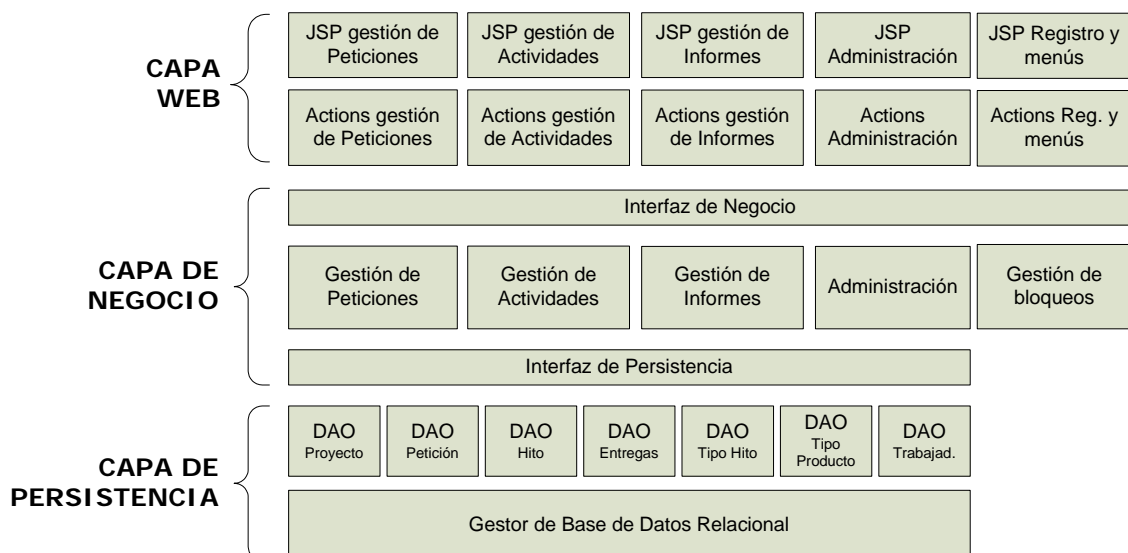 CAPA
WEB
JSP gestión de
Peticiones
JSP gestión de
Actividades
JSP gestión de
Informes
JSP
Administración
JSP Registro y
menús
Actions gestión
de Peticiones
Actions gestión
de Actividades
Actions gestión
de Informes
Actions
Administración
Actions Reg. y
menús
CAPA DE
NEGOCIO
Interfaz de Negocio
Gestión de
Peticiones
Gestión de
Actividades
Gestión de
Informes
Administración
Gestión de
bloqueos
Interfaz de Persistencia
CAPA DE
PERSISTENCIA
DAO
Proyecto
DAO
Petición
DAO
Hito
DAO
Entregas
DAO
Tipo Hito
DAO
Tipo
Producto
DAO
Trabajad.
Gestor de Base de Datos Relacional